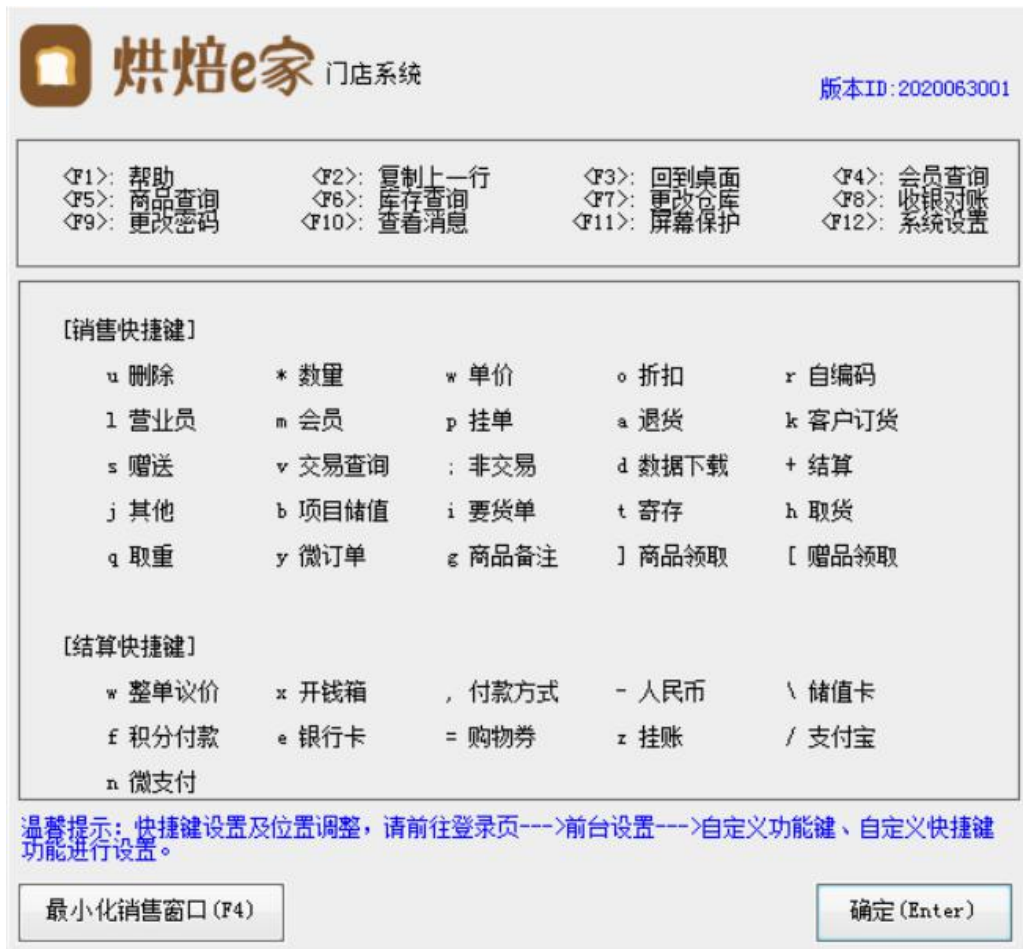 烘焙e家 门店系统
版本ID:2020063001
<F1>: 帮助 <F2>: 复制上一行 <F3>: 回到桌面 <F4>: 会员查询
<F5>: 商品查询 <F6>: 库存查询 <F7>: 更改仓库 <F8>: 收银对账
<F9>: 更改密码 <F10>: 查看消息 <F11>: 屏幕保护 <F12>: 系统设置
[销售快捷键]
u 删除 * 数量 w 单价 o 折扣 r 自编码
l 营业员 m 会员 p 挂单 a 退货 k 客户订货
s 赠送 v 交易查询 ; 非交易 d 数据下载 + 结算
j 其他 b 项目储值 i 要货单 t 寄存 h 取货
q 取重 y 微订单 g 商品备注 ] 商品领取 [ 赠品领取
[结算快捷键]
w 整单议价 x 开钱箱 , 付款方式 - 人民币 \ 储值卡
f 积分付款 e 银行卡 = 购物券 z 挂账 / 支付宝
n 微支付
温馨提示: 快捷键设置及位置调整，请前往登录页--->前台设置--->自定义功能键、自定义快捷键
功能进行设置。
最小化销售窗口(F4) 确定(Enter)